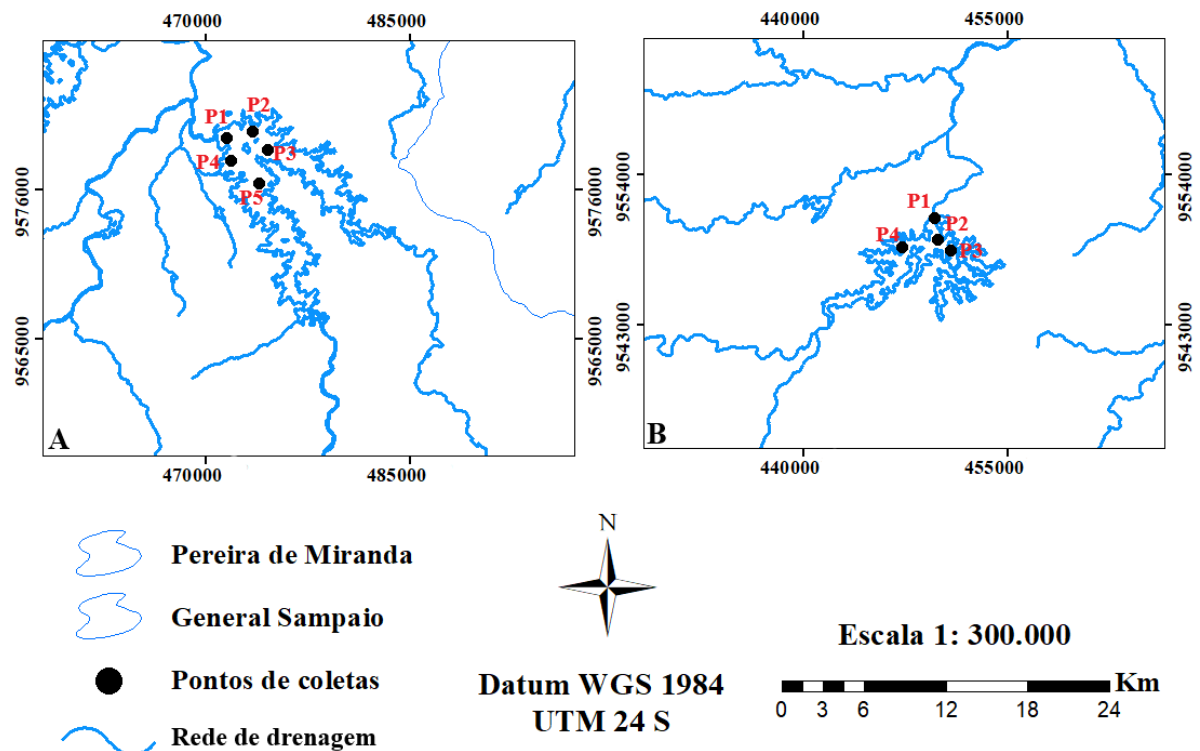 470000 485000
440000 455000
P1 P2
P3
P4
P5
9576000
9576000
9565000
9565000
A
470000 485000
P1
P2
P4
P3
9554000
9554000
9543000
9543000
B
440000 455000
Pereira de Miranda
General Sampaio
Pontos de coletas
Rede de drenagem
N
Datum WGS 1984
UTM 24 S
Escala 1: 300.000
Km
0 3 6 12 18 24